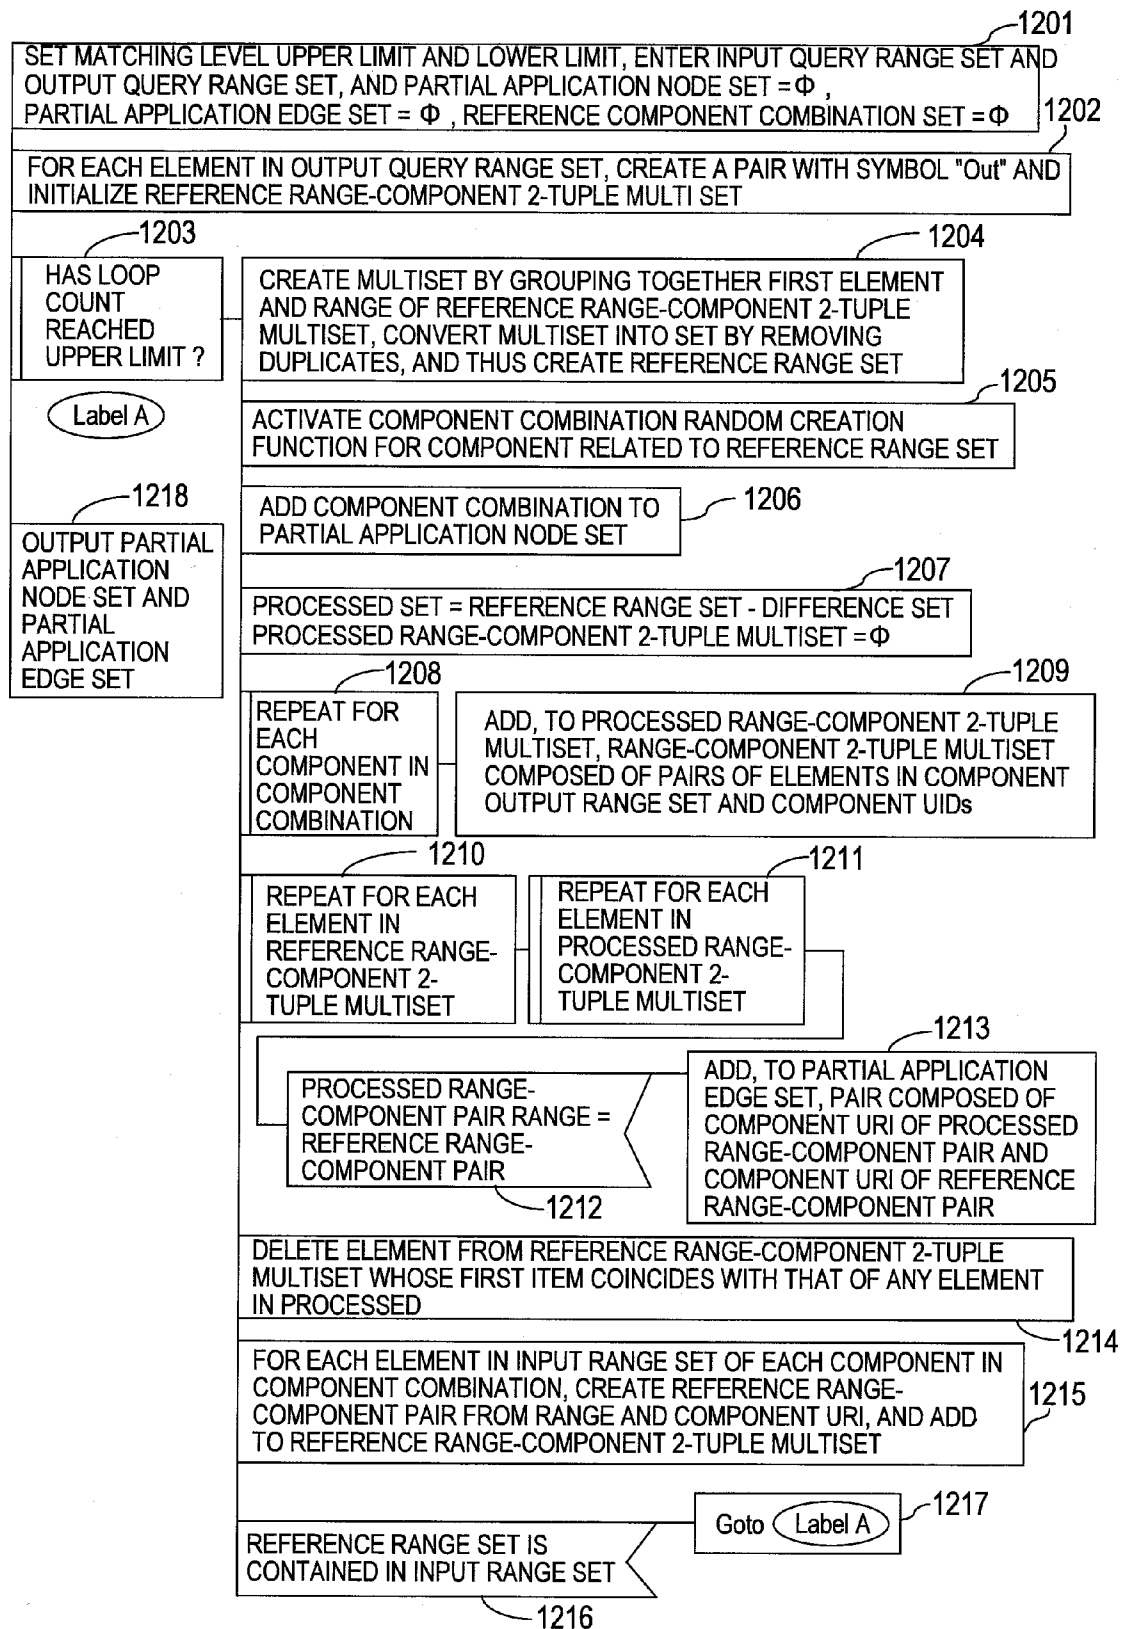 1201
SET MATCHING LEVEL UPPER LIMIT AND LOWER LIMIT, ENTER INPUT QUERY RANGE SET AND
OUTPUT QUERY RANGE SET, AND PARTIAL APPLICATION NODE SET =Φ ,
PARTIAL APPLICATION EDGE SET = Φ , REFERENCE COMPONENT COMBINATION SET =Φ
1202
FOR EACH ELEMENT IN OUTPUT QUERY RANGE SET, CREATE A PAIR WITH SYMBOL "Out" AND
INITIALIZE REFERENCE RANGE-COMPONENT 2-TUPLE MULTI SET
1203
HAS LOOP
COUNT
REACHED
UPPER LIMIT ?
1204
CREATE MULTISET BY GROUPING TOGETHER FIRST ELEMENT
AND RANGE OF REFERENCE RANGE-COMPONENT 2-TUPLE
MULTISET, CONVERT MULTISET INTO SET BY REMOVING
DUPLICATES, AND THUS CREATE REFERENCE RANGE SET
Label A
1205
ACTIVATE COMPONENT COMBINATION RANDOM CREATION
FUNCTION FOR COMPONENT RELATED TO REFERENCE RANGE SET
1218
OUTPUT PARTIAL
APPLICATION
NODE SET AND
PARTIAL
APPLICATION
EDGE SET
1206
ADD COMPONENT COMBINATION TO
PARTIAL APPLICATION NODE SET
1207
PROCESSED SET = REFERENCE RANGE SET - DIFFERENCE SET
PROCESSED RANGE-COMPONENT 2-TUPLE MULTISET =Φ
1208
REPEAT FOR
EACH
COMPONENT IN
COMPONENT
COMBINATION
1209
ADD, TO PROCESSED RANGE-COMPONENT 2-TUPLE
MULTISET, RANGE-COMPONENT 2-TUPLE MULTISET
COMPOSED OF PAIRS OF ELEMENTS IN COMPONENT
OUTPUT RANGE SET AND COMPONENT UIDs
1210
REPEAT FOR EACH
ELEMENT IN
REFERENCE RANGE-
COMPONENT 2-
TUPLE MULTISET
1211
REPEAT FOR EACH
ELEMENT IN
PROCESSED RANGE-
COMPONENT 2-
TUPLE MULTISET
PROCESSED RANGE-
COMPONENT PAIR RANGE =
REFERENCE RANGE-
COMPONENT PAIR
1212
1213
ADD, TO PARTIAL APPLICATION
EDGE SET, PAIR COMPOSED OF
COMPONENT URI OF PROCESSED
RANGE-COMPONENT PAIR AND
COMPONENT URI OF REFERENCE
RANGE-COMPONENT PAIR
DELETE ELEMENT FROM REFERENCE RANGE-COMPONENT 2-TUPLE
MULTISET WHOSE FIRST ITEM COINCIDES WITH THAT OF ANY ELEMENT
IN PROCESSED
1214
FOR EACH ELEMENT IN INPUT RANGE SET OF EACH COMPONENT IN
COMPONENT COMBINATION, CREATE REFERENCE RANGE-
COMPONENT PAIR FROM RANGE AND COMPONENT URI, AND ADD
TO REFERENCE RANGE-COMPONENT 2-TUPLE MULTISET
1215
REFERENCE RANGE SET IS
CONTAINED IN INPUT RANGE SET
1216
Goto Label A
1217